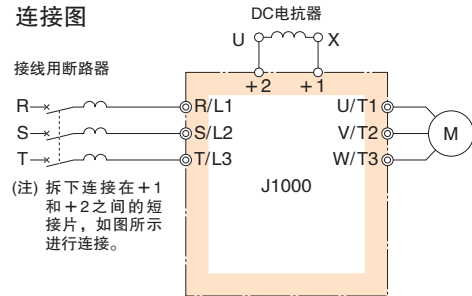 连接图
DC电抗器
U X
接线用断路器
+2 +1
R R/L1 U/T1
S S/L2 V/T2 M
T T/L3 W/T3
J1000
(注) 拆下连接在+1
和+2之间的短
接片，如图所示
进行连接。